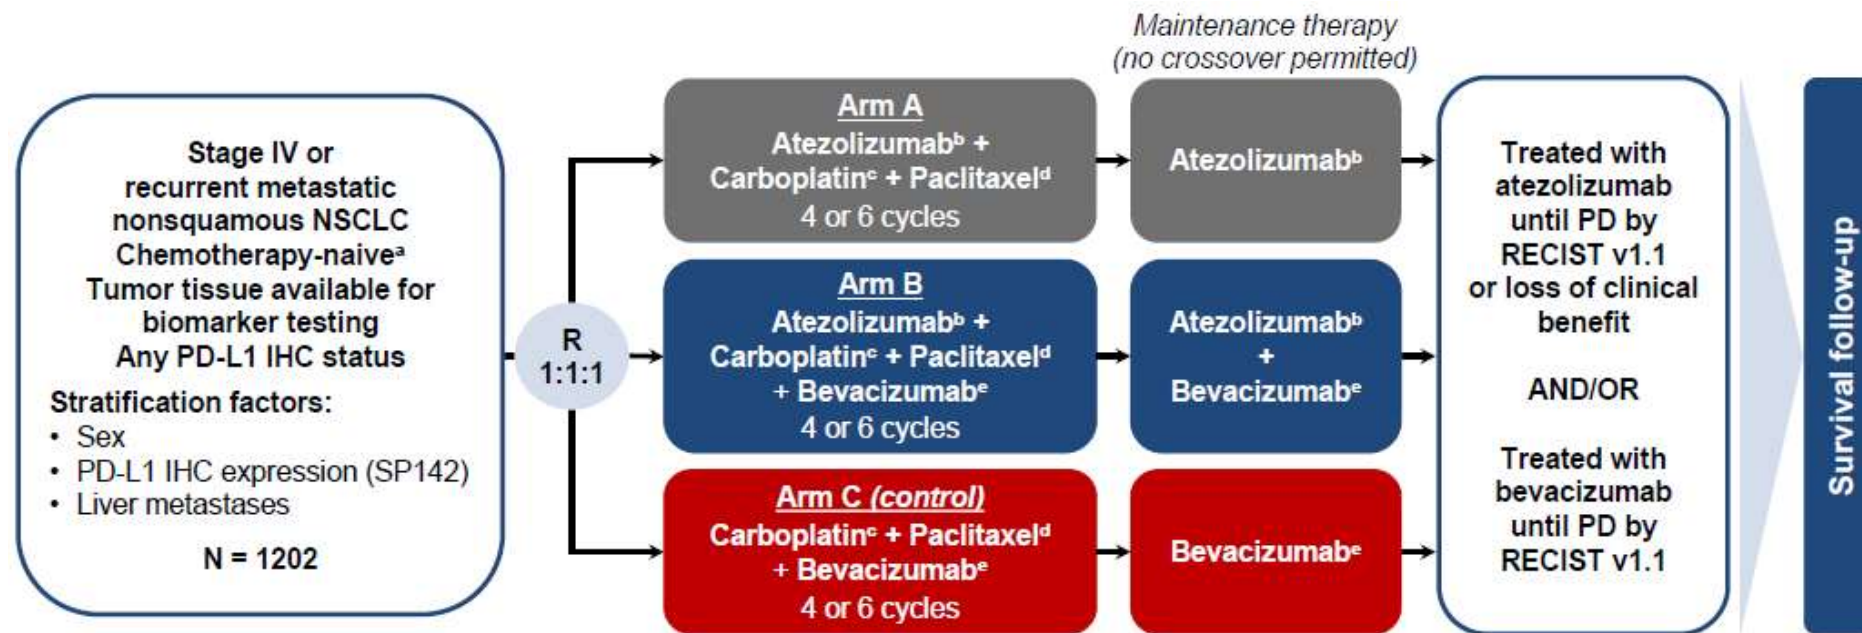 Stage IV or
recurrent metastatic
nonsquamous NSCLC
Chemotherapy-naiveᵃ
Tumor tissue available for
biomarker testing
Any PD-L1 IHC status
Stratification factors:
• Sex
• PD-L1 IHC expression (SP142)
• Liver metastases
N = 1202
R
1:1:1
Arm A
Atezolizumabᵇ +
Carboplatinᶜ + Paclitaxelᵈ
4 or 6 cycles
Arm B
Atezolizumabᵇ +
Carboplatinᶜ + Paclitaxelᵈ
+ Bevacizumabᵉ
4 or 6 cycles
Arm C (control)
Carboplatinᶜ + Paclitaxelᵈ
+ Bevacizumabᵉ
4 or 6 cycles
Maintenance therapy
(no crossover permitted)
Atezolizumabᵇ
Atezolizumabᵇ
+
Bevacizumabᵉ
Bevacizumabᵉ
Treated with
atezolizumab
until PD by
RECIST v1.1
or loss of clinical
benefit
AND/OR
Treated with
bevacizumab
until PD by
RECIST v1.1
Survival follow-up